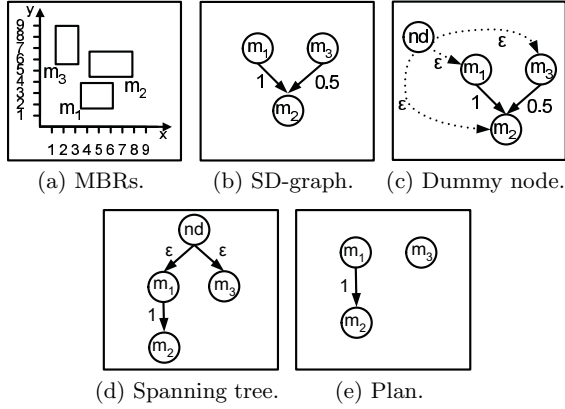 y
9
8
7
6
5
4
3
2
1
m3
m2
m1
x
1 2 3 4 5 6 7 8 9
(a) MBRs.
m1 m3
1 0.5
m2
(b) SD-graph.
nd
ε
ε
m1 m3
ε
1 0.5
m2
(c) Dummy node.
nd
ε ε
m1 m3
1
m2
(d) Spanning tree.
m1 m3
1
m2
(e) Plan.